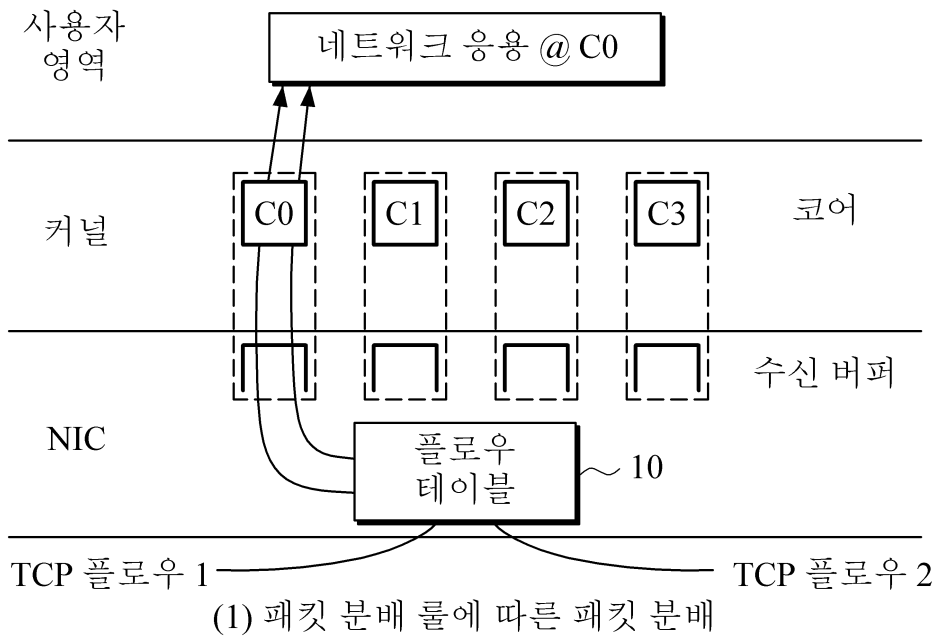 사용자
영역
네트워크 응용 @ C0
커널
C0
C1
C2
C3
코어
수신 버퍼
NIC
플로우
테이블
10
TCP 플로우 1
TCP 플로우 2
(1) 패킷 분배 룰에 따른 패킷 분배